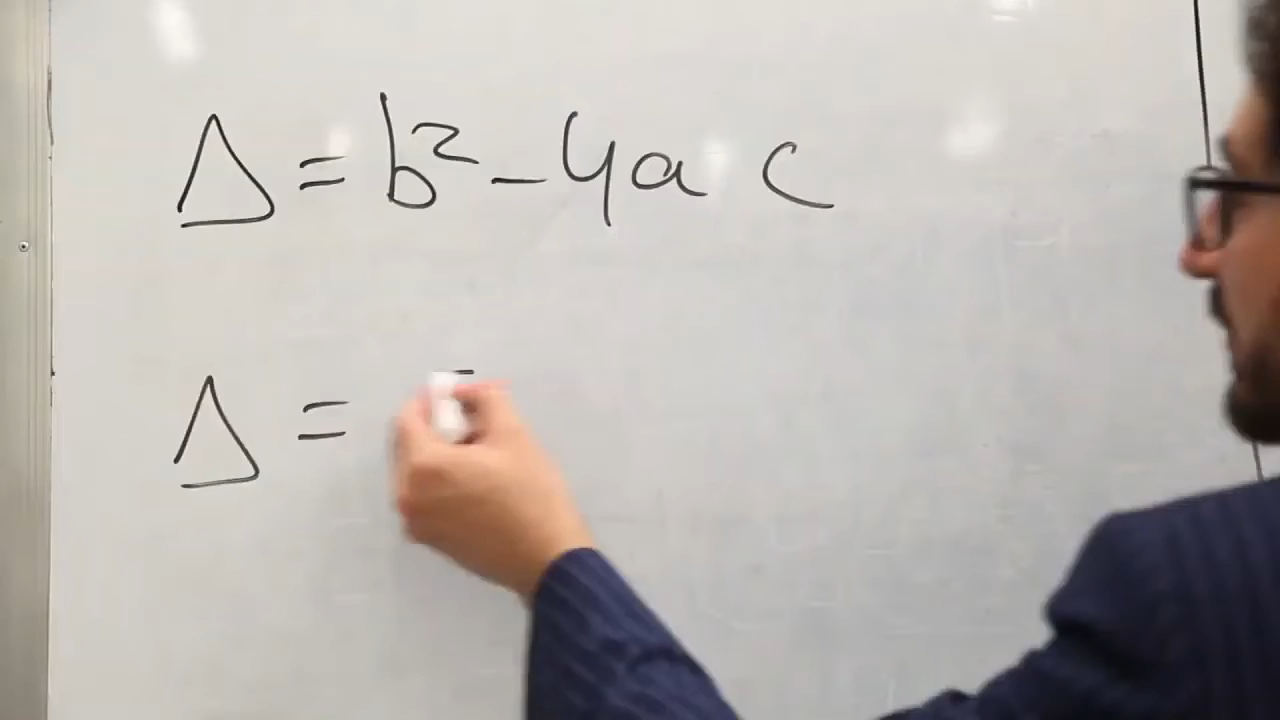 Δ = b² - 4a c
Δ =